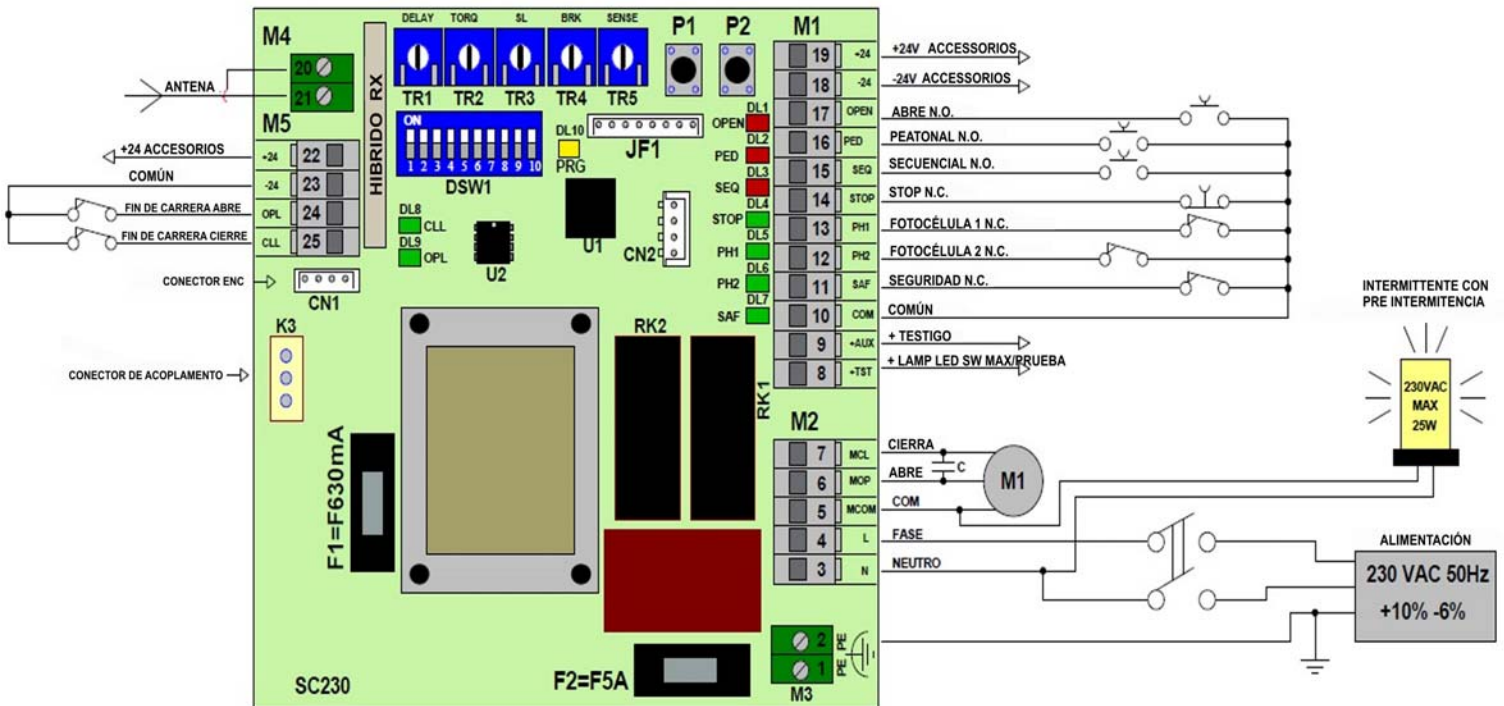 DELAY TORQ SL BRK SENSE
P1 P2 M1
M4
20
21
ANTENA
HIBRIDO RX
TR1 TR2 TR3 TR4 TR5
ON
1 2 3 4 5 6 7 8 9 10
DSW1
DL10
PRG
JF1
M5
+24 ACCESORIOS
+24 22
COMÚN
-24 23
FIN DE CARRERA ABRE
OPL 24
FIN DE CARRERA CIERRE
CLL 25
CONECTOR ENC
CN1
DL8
CLL
DL9
OPL
U2
U1
CN2
DL1
OPEN
DL2
PED
DL3
SEQ
DL4
STOP
DL5
PH1
DL6
PH2
DL7
SAF
19 +24 +24V ACCESSORIOS
18 -24 -24V ACCESSORIOS
17 OPEN ABRE N.O.
16 PED PEATONAL N.O.
15 SEQ SECUENCIAL N.O.
14 STOP STOP N.C.
13 PH1 FOTOCÉLULA 1 N.C.
12 PH2 FOTOCÉLULA 2 N.C.
11 SAF SEGURIDAD N.C.
10 COM COMÚN
9 +AUX + TESTIGO
8 +TST + LAMP LED SW MAX/PRUEBA
K3
CONECTOR DE ACOPLAMENTO
F1=F630mA
RK2
RK1
M2
7 MCL CIERRA
6 MOP ABRE
C
M1
5 MCOM COM
4 L FASE
3 N NEUTRO
INTERMITTENTE CON
PRE INTERMITENCIA
230VAC
MAX
25W
ALIMENTACIÓN
230 VAC 50Hz
+10% -6%
2 PE
1 PE
M3
F2=F5A
SC230